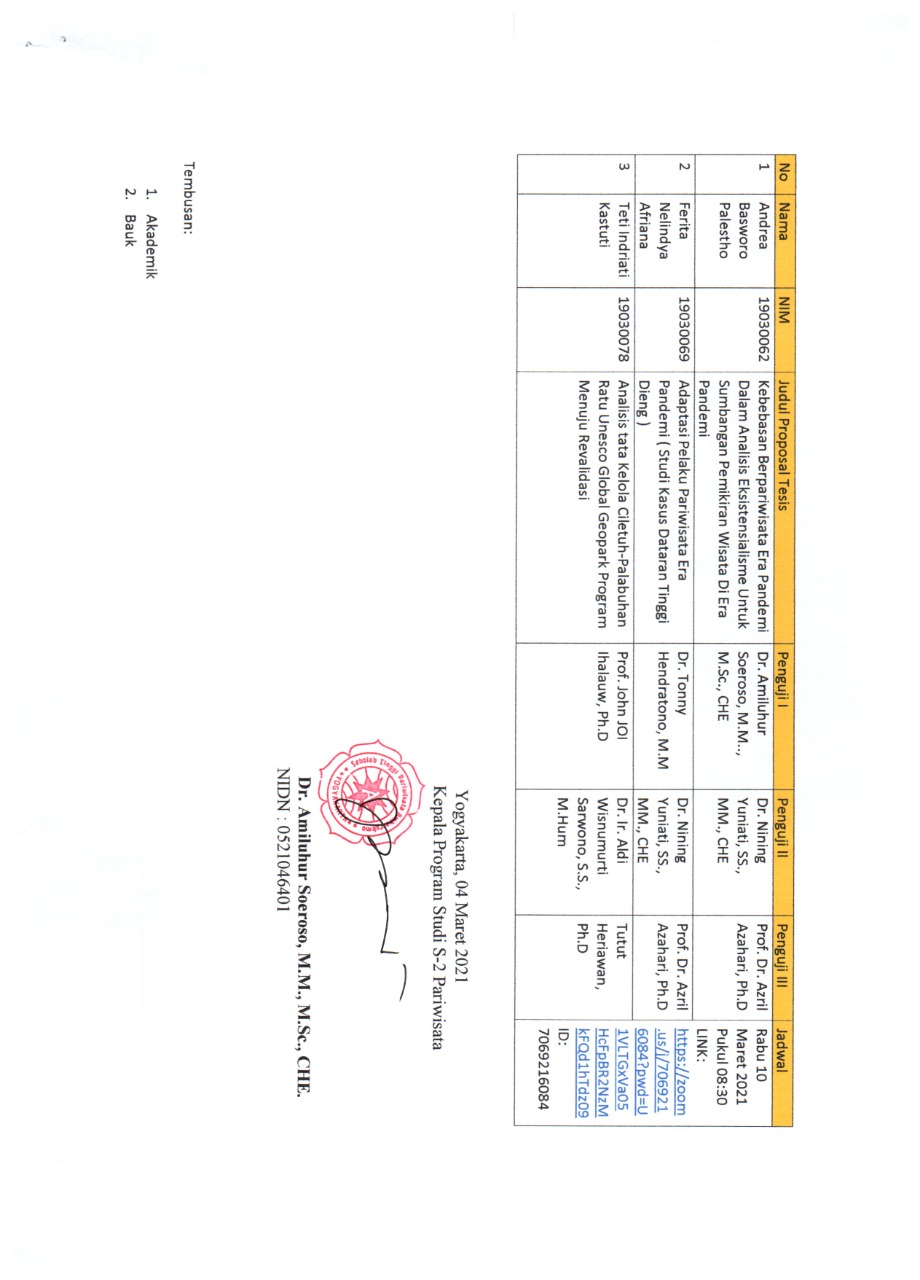 No Nama NIM Judul Proposal Tesis Penguji I Penguji II Penguji III Jadwal
1 Andrea Basworo Palestho 19030062 Kebebasan Berpariwisata Era Pandemi Dalam Analisis Eksistensialisme Untuk Sumbangan Pemikiran Wisata Di Era Pandemi Dr. Amiluhur Soeroso, M.M.., M.Sc., CHE Dr. Nining Yuniati, SS., MM., CHE Prof. Dr. Azril Azahari, Ph.D
2 Ferita Nelindya Afriana 19030069 Adaptasi Pelaku Pariwisata Era Pandemi ( Studi Kasus Dataran Tinggi Dieng ) Dr. Tonny Hendratono, M.M Dr. Nining Yuniati, SS., MM., CHE Prof. Dr. Azril Azahari, Ph.D
3 Teti Indriati Kastuti 19030078 Analisis tata Kelola Ciletuh-Palabuhan Ratu Unesco Global Geopark Program Menuju Revalidasi Prof. John JOI Ihalauw, Ph.D Dr. Ir. Aldi Wisnumurti Sarwono, S.S., M.Hum Tutut Heriawan, Ph.D
Rabu 10
Maret 2021
Pukul 08:30
LINK:
https://zoom
.us/j/706921
6084?pwd=U
1VLTGxVa05
HcFpBR2NzM
kFQd1hTdz09
ID:
7069216084
Yogyakarta, 04 Maret 2021
Kepala Program Studi S-2 Pariwisata
Sekolah Tinggi Pariwisata
YOGYAKARTA
Dr. Amiluhur Soeroso, M.M., M.Sc., CHE.
NIDN : 0521046401
Tembusan:
1. Akademik
2. Bauk